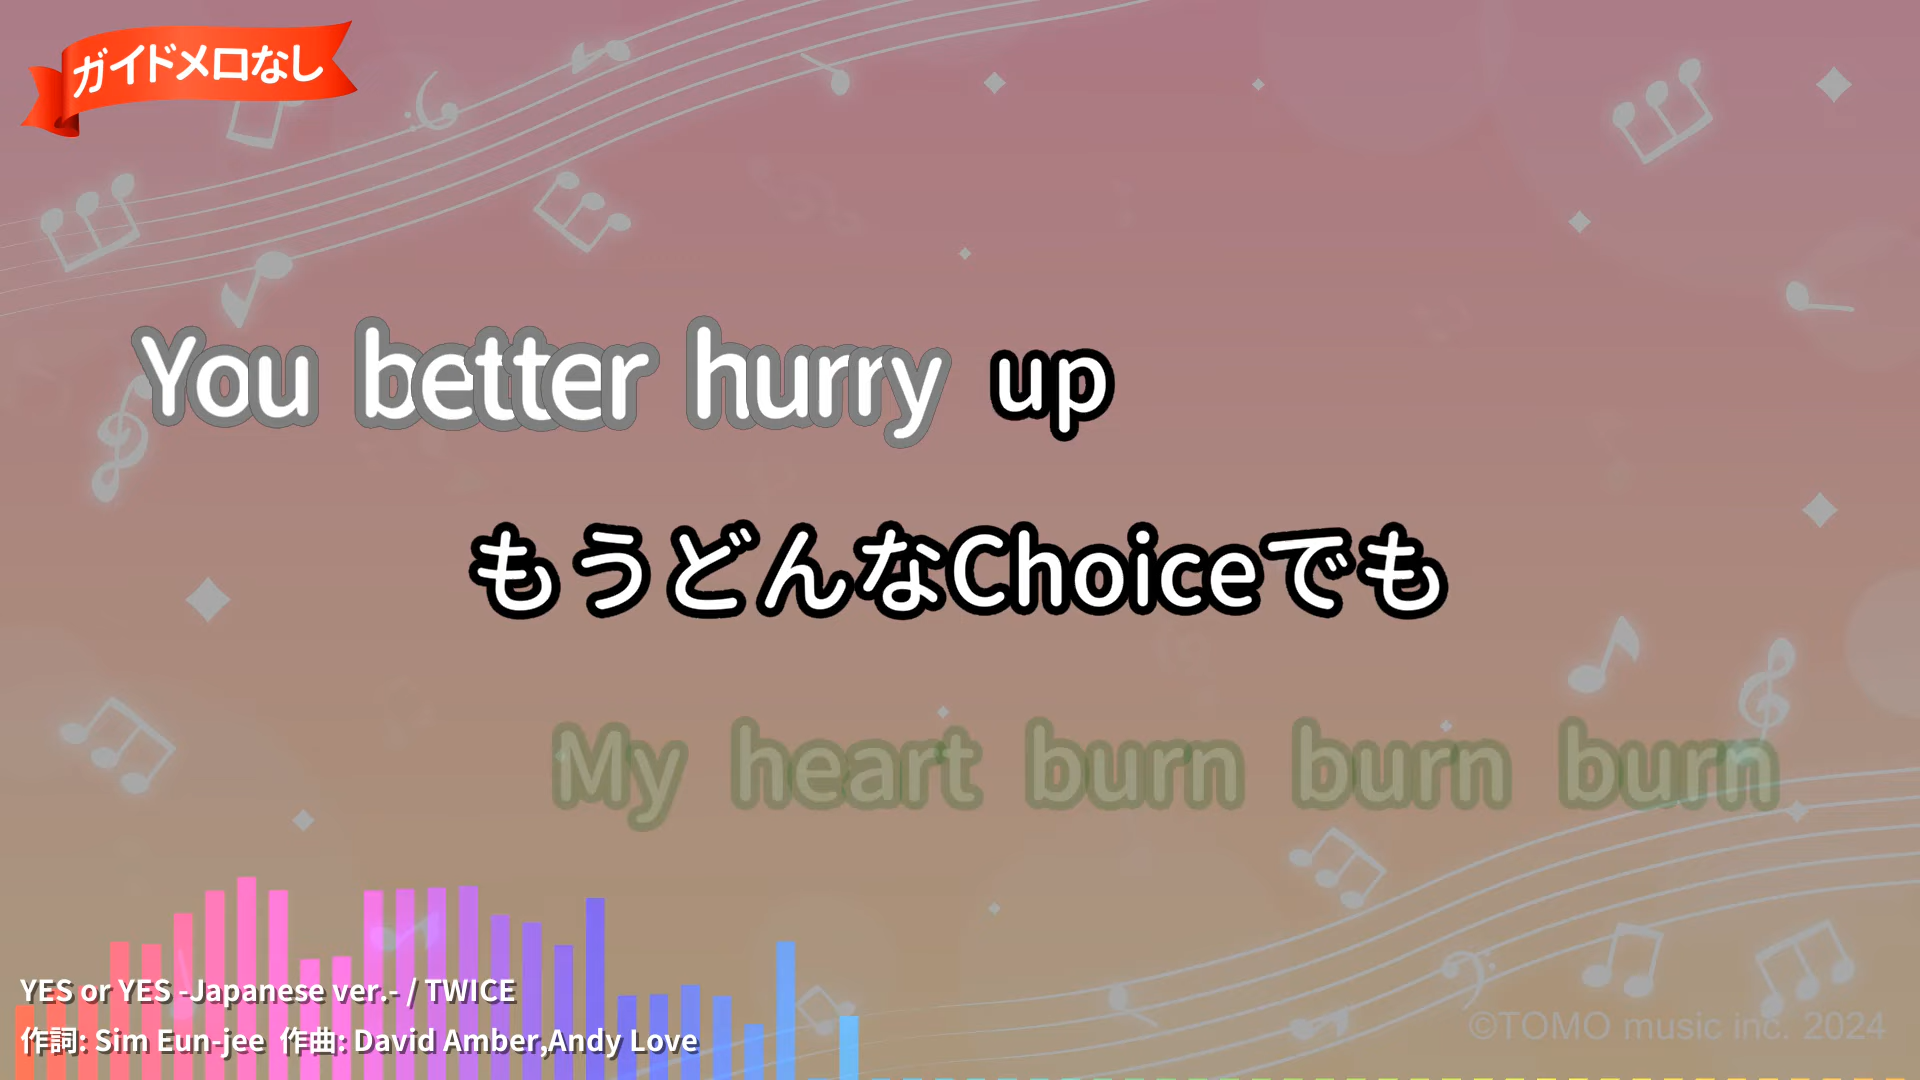 ガイドメロなし
You better hurry up
もうどんなChoiceでも
My heart burn burn burn
YES or YES -Japanese ver.- / TWICE
作詞: Sim Eun-jee 作曲: David Amber,Andy Love
©TOMO music inc. 2024